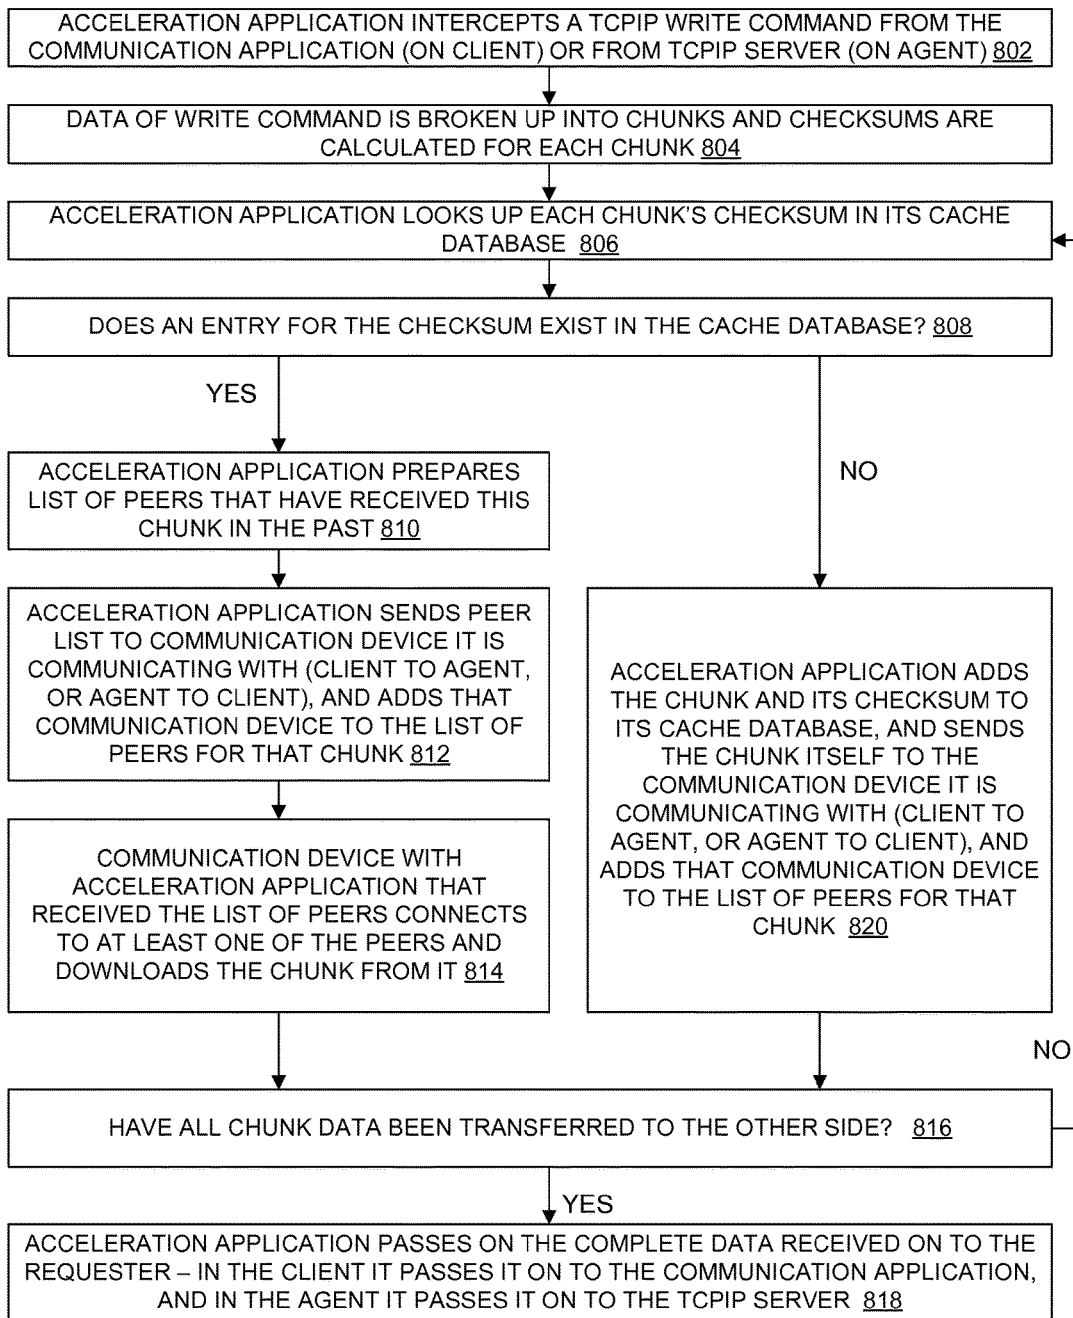 ACCELERATION APPLICATION INTERCEPTS A TCPIP WRITE COMMAND FROM THE
COMMUNICATION APPLICATION (ON CLIENT) OR FROM TCPIP SERVER (ON AGENT) 802
DATA OF WRITE COMMAND IS BROKEN UP INTO CHUNKS AND CHECKSUMS ARE
CALCULATED FOR EACH CHUNK 804
ACCELERATION APPLICATION LOOKS UP EACH CHUNK'S CHECKSUM IN ITS CACHE
DATABASE 806
DOES AN ENTRY FOR THE CHECKSUM EXIST IN THE CACHE DATABASE? 808
YES
NO
ACCELERATION APPLICATION PREPARES
LIST OF PEERS THAT HAVE RECEIVED THIS
CHUNK IN THE PAST 810
ACCELERATION APPLICATION SENDS PEER
LIST TO COMMUNICATION DEVICE IT IS
COMMUNICATING WITH (CLIENT TO AGENT,
OR AGENT TO CLIENT), AND ADDS THAT
COMMUNICATION DEVICE TO THE LIST OF
PEERS FOR THAT CHUNK 812
COMMUNICATION DEVICE WITH
ACCELERATION APPLICATION THAT
RECEIVED THE LIST OF PEERS CONNECTS
TO AT LEAST ONE OF THE PEERS AND
DOWNLOADS THE CHUNK FROM IT 814
ACCELERATION APPLICATION ADDS
THE CHUNK AND ITS CHECKSUM TO
ITS CACHE DATABASE, AND SENDS
THE CHUNK ITSELF TO THE
COMMUNICATION DEVICE IT IS
COMMUNICATING WITH (CLIENT TO
AGENT, OR AGENT TO CLIENT), AND
ADDS THAT COMMUNICATION DEVICE
TO THE LIST OF PEERS FOR THAT
CHUNK 820
NO
HAVE ALL CHUNK DATA BEEN TRANSFERRED TO THE OTHER SIDE? 816
YES
ACCELERATION APPLICATION PASSES ON THE COMPLETE DATA RECEIVED ON TO THE
REQUESTER – IN THE CLIENT IT PASSES IT ON TO THE COMMUNICATION APPLICATION,
AND IN THE AGENT IT PASSES IT ON TO THE TCPIP SERVER 818